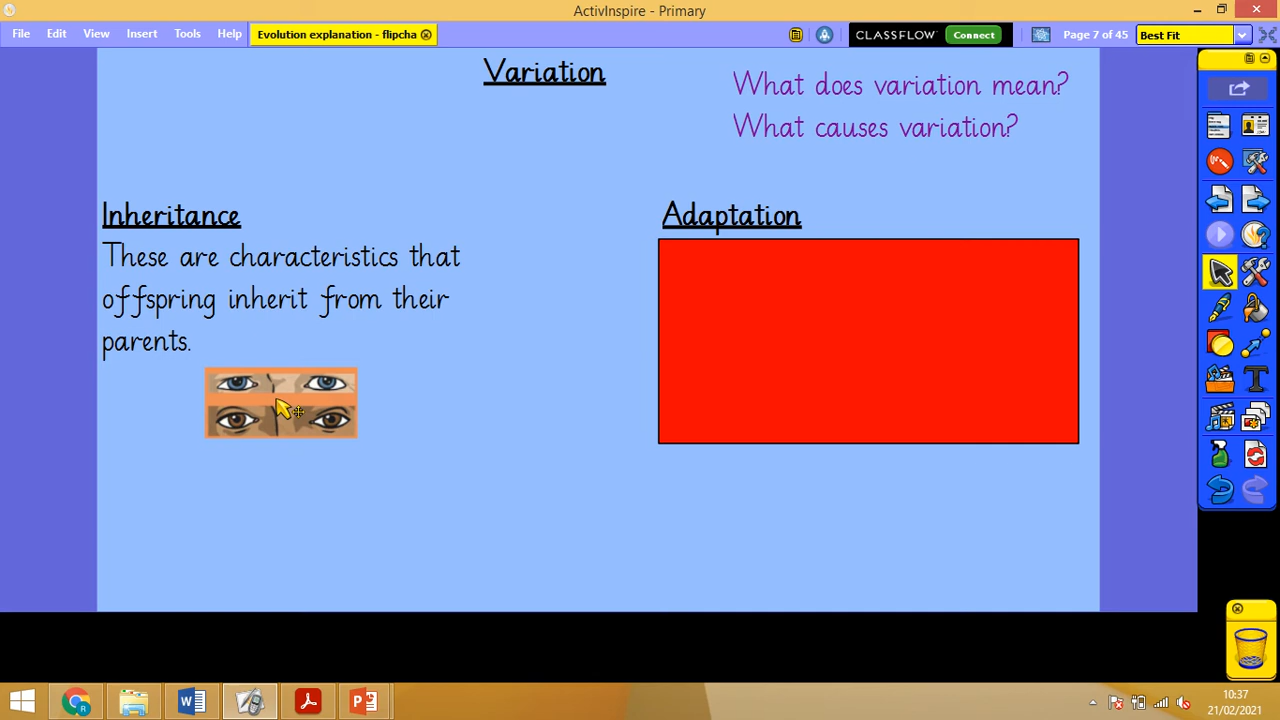 ActivInspire - Primary
File Edit View Insert Tools Help Evolution explanation - flipcha CLASSFLOW Connect Page 7 of 45 Best Fit
Variation
What does variation mean?
What causes variation?
Inheritance
These are characteristics that
offspring inherit from their
parents.
Adaptation
10:37
21/02/2021